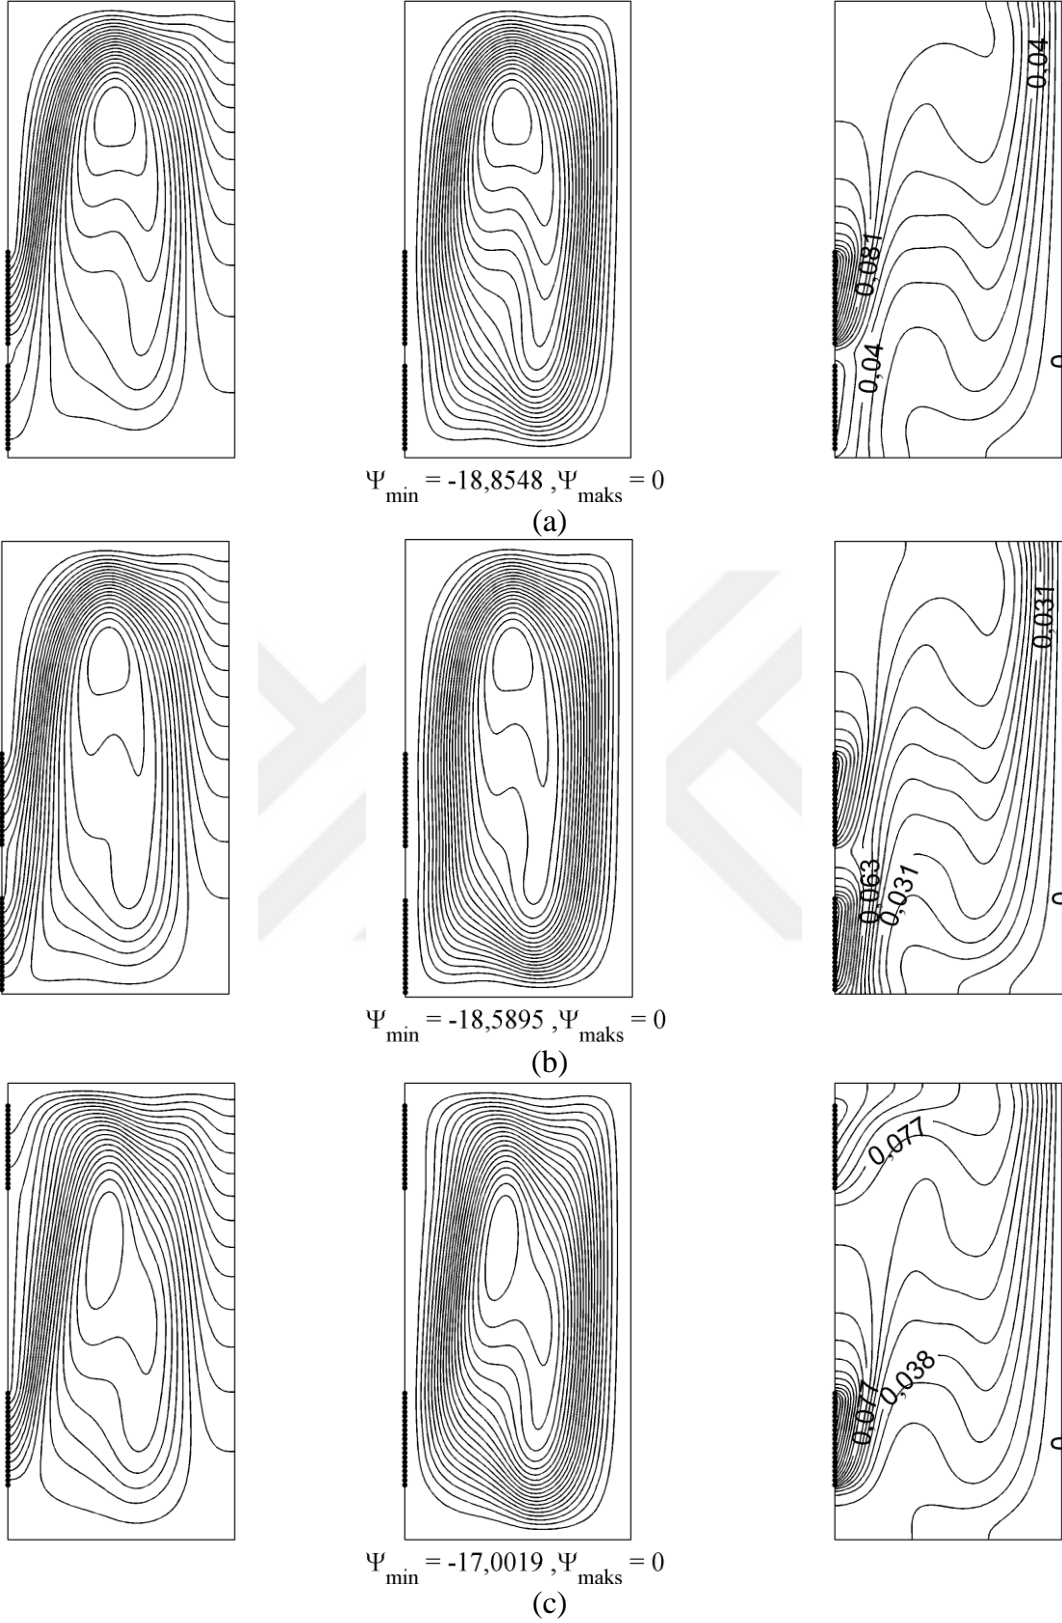 0,04
0,081
0,04
0
Ψmin = -18,8548 ,Ψmaks = 0
(a)
0,031
0,063
0,031
0
Ψmin = -18,5895 ,Ψmaks = 0
(b)
0,077
0,038
0,077
0
Ψmin = -17,0019 ,Ψmaks = 0
(c)